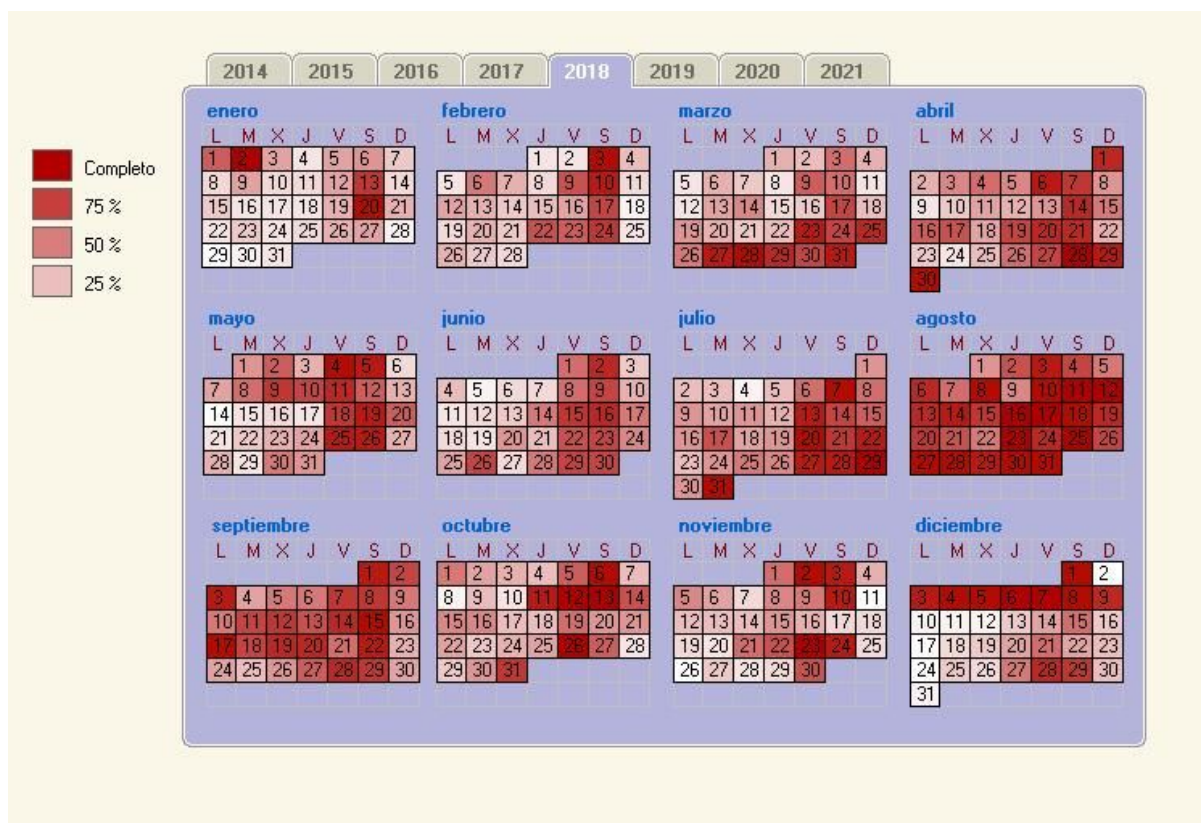 2014 2015 2016 2017 2018 2019 2020 2021
Completo
75 %
50 %
25 %
enero
L M X J V S D
1 2 3 4 5 6 7
8 9 10 11 12 13 14
15 16 17 18 19 20 21
22 23 24 25 26 27 28
29 30 31
febrero
L M X J V S D
1 2 3 4
5 6 7 8 9 10 11
12 13 14 15 16 17 18
19 20 21 22 23 24 25
26 27 28
marzo
L M X J V S D
1 2 3 4
5 6 7 8 9 10 11
12 13 14 15 16 17 18
19 20 21 22 23 24 25
26 27 28 29 30 31
abril
L M X J V S D
1
2 3 4 5 6 7 8
9 10 11 12 13 14 15
16 17 18 19 20 21 22
23 24 25 26 27 28 29
30
mayo
L M X J V S D
1 2 3 4 5 6
7 8 9 10 11 12 13
14 15 16 17 18 19 20
21 22 23 24 25 26 27
28 29 30 31
junio
L M X J V S D
1 2 3
4 5 6 7 8 9 10
11 12 13 14 15 16 17
18 19 20 21 22 23 24
25 26 27 28 29 30
julio
L M X J V S D
1
2 3 4 5 6 7 8
9 10 11 12 13 14 15
16 17 18 19 20 21 22
23 24 25 26 27 28 29
30 31
agosto
L M X J V S D
1 2 3 4 5
6 7 8 9 10 11 12
13 14 15 16 17 18 19
20 21 22 23 24 25 26
27 28 29 30 31
septiembre
L M X J V S D
1 2
3 4 5 6 7 8 9
10 11 12 13 14 15 16
17 18 19 20 21 22 23
24 25 26 27 28 29 30
octubre
L M X J V S D
1 2 3 4 5 6 7
8 9 10 11 12 13 14
15 16 17 18 19 20 21
22 23 24 25 26 27 28
29 30 31
noviembre
L M X J V S D
1 2 3 4
5 6 7 8 9 10 11
12 13 14 15 16 17 18
19 20 21 22 23 24 25
26 27 28 29 30
diciembre
L M X J V S D
1 2
3 4 5 6 7 8 9
10 11 12 13 14 15 16
17 18 19 20 21 22 23
24 25 26 27 28 29 30
31